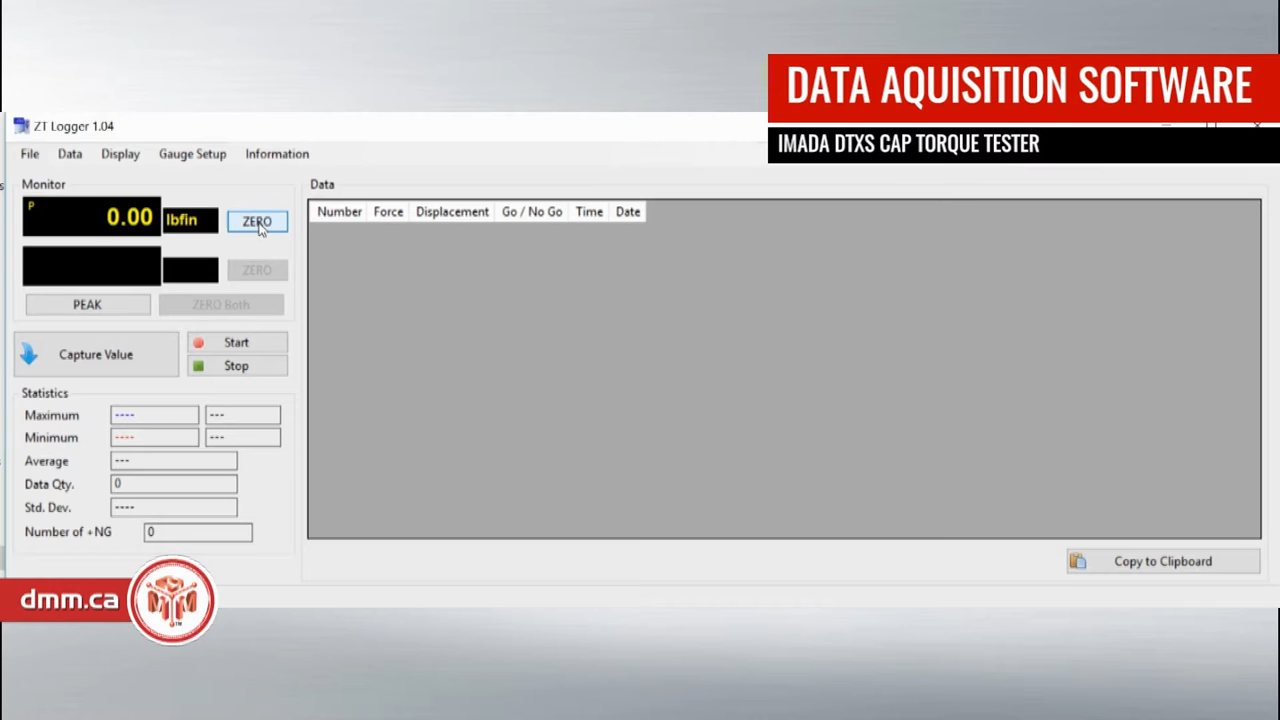 DATA AQUISITION SOFTWARE
IMADA DTXS CAP TORQUE TESTER
ZT Logger 1.04
File Data Display Gauge Setup Information
Monitor
P 0.00 lbfin ZERO
ZERO
PEAK ZERO Both
Capture Value
Start
Stop
Statistics
Maximum ---- ---
Minimum ---- ---
Average ---
Data Qty. 0
Std. Dev. ----
Number of +NG 0
Data
Number Force Displacement Go / No Go Time Date
Copy to Clipboard
dmm.ca